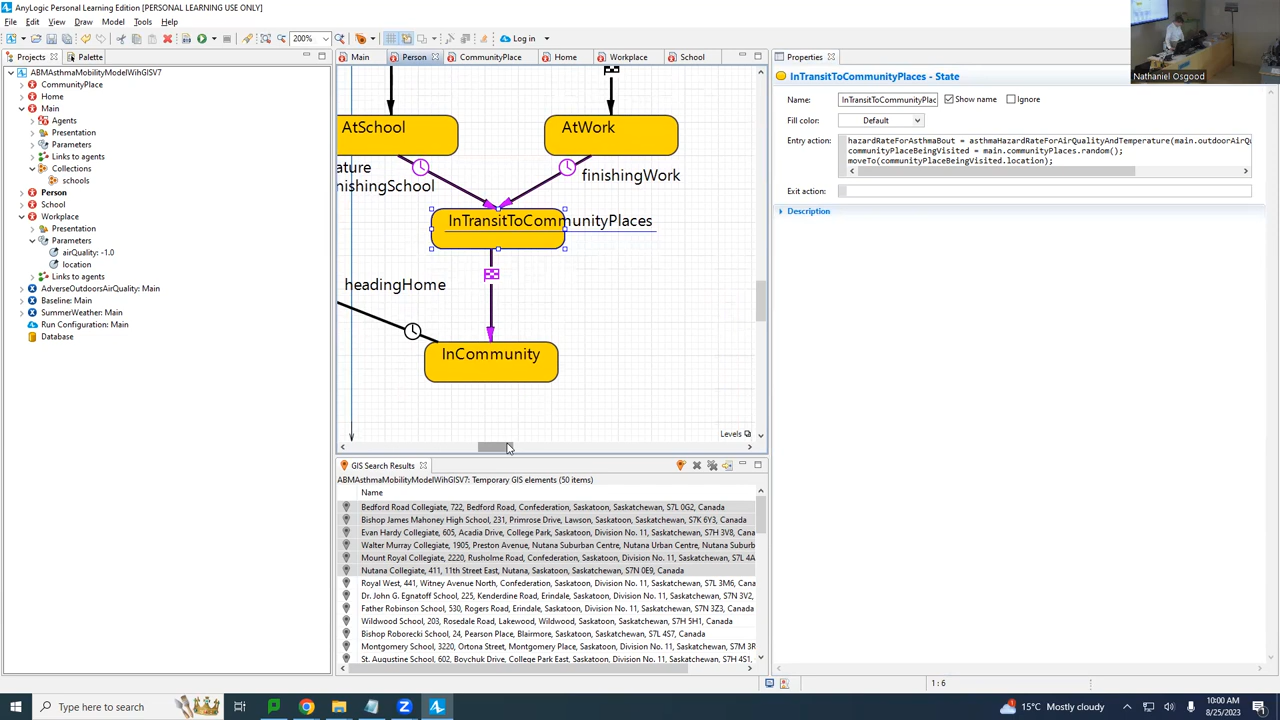 AnyLogic Personal Learning Edition [PERSONAL LEARNING USE ONLY]
File Edit View Draw Model Tools Help
200% Log in
Projects Palette
Main Person CommunityPlace Home Workplace School
Properties
ABMAsthmaMobilityModelWihGISV7
CommunityPlace
Home
Main
Agents
Presentation
Parameters
Links to agents
Collections
schools
Person
School
Workplace
Parameters
airQuality: -1.0
location
Links to agents
AdverseOutdoorsAirQuality: Main
Baseline: Main
SummerWeather: Main
Run Configuration: Main
Database
AtSchool
AtWork
ature
nishingSchool
finishingWork
InTransitToCommunityPlaces
headingHome
InCommunity
Levels
GIS Search Results
ABMAsthmaMobilityModelWihGISV7: Temporary GIS elements (50 items)
Name
Bedford Road Collegiate, 722, Bedford Road, Confederation, Saskatoon, Saskatchewan, S7L 0G2, Canada
Bishop James Mahoney High School, 231, Primrose Drive, Lawson, Saskatoon, Saskatchewan, S7K 6Y3, Canada
Evan Hardy Collegiate, 605, Acadia Drive, College Park, Saskatoon, Saskatchewan, S7H 3V8, Cana
Walter Murray Collegiate, 1905, Preston Avenue, Nutana Suburban Centre, Nutana Urban Centre, Nutana Suburb
Mount Royal Collegiate, 2220, Rusholme Road, Confederation, Saskatoon, Division No. 11, Saskatchewan, S7L 4A
Nutana Collegiate, 411, 11th Street East, Nutana, Saskatoon, Saskatchewan, S7N 0E9, Canada
Royal West, 441, Witney Avenue North, Confederation, Saskatoon, Division No. 11, Saskatchewan, S7L 3M6, Can
Dr. John G. Egnatoff School, 225, Kenderdine Road, Erindale, Saskatoon, Division No. 11, Saskatchewan, S7N 3V2,
Father Robinson School, 530, Rogers Road, Erindale, Saskatoon, Division No. 11, Saskatchewan, S7N 3Z3, Canada
Wildwood School, 203, Rosedale Road, Lakewood, Saskatoon, Saskatchewan, S7H 5H1, Canada
Bishop Roborecki School, 24, Pearson Place, Blairmore, Saskatoon, Saskatchewan, S7L 4S7, Canada
Montgomery School, 3220, Ortona Street, Montgomery Place, Saskatoon, Division No. 11, Saskatchewan, S7M 3R
St. Augustine School, 602, Boychuk Drive, College Park East, Saskatoon, Division No. 11, Saskatchewan, S7H 4S1,
InTransitToCommunityPlaces - State
Name: InTransitToCommunityPlac Show name Ignore
Fill color: Default
Entry action: hazardRateForAsthmaBout = asthmaHazardRateForAirQualityAndTemperature(main.outdoorAirQ
communityPlaceBeingVisited = main.communityPlaces.random();
moveTo(communityPlaceBeingVisited.location);
Exit action:
Description
Nathaniel Osgood
1:6
Type here to search
15°C Mostly cloudy
10:00 AM
8/25/2023